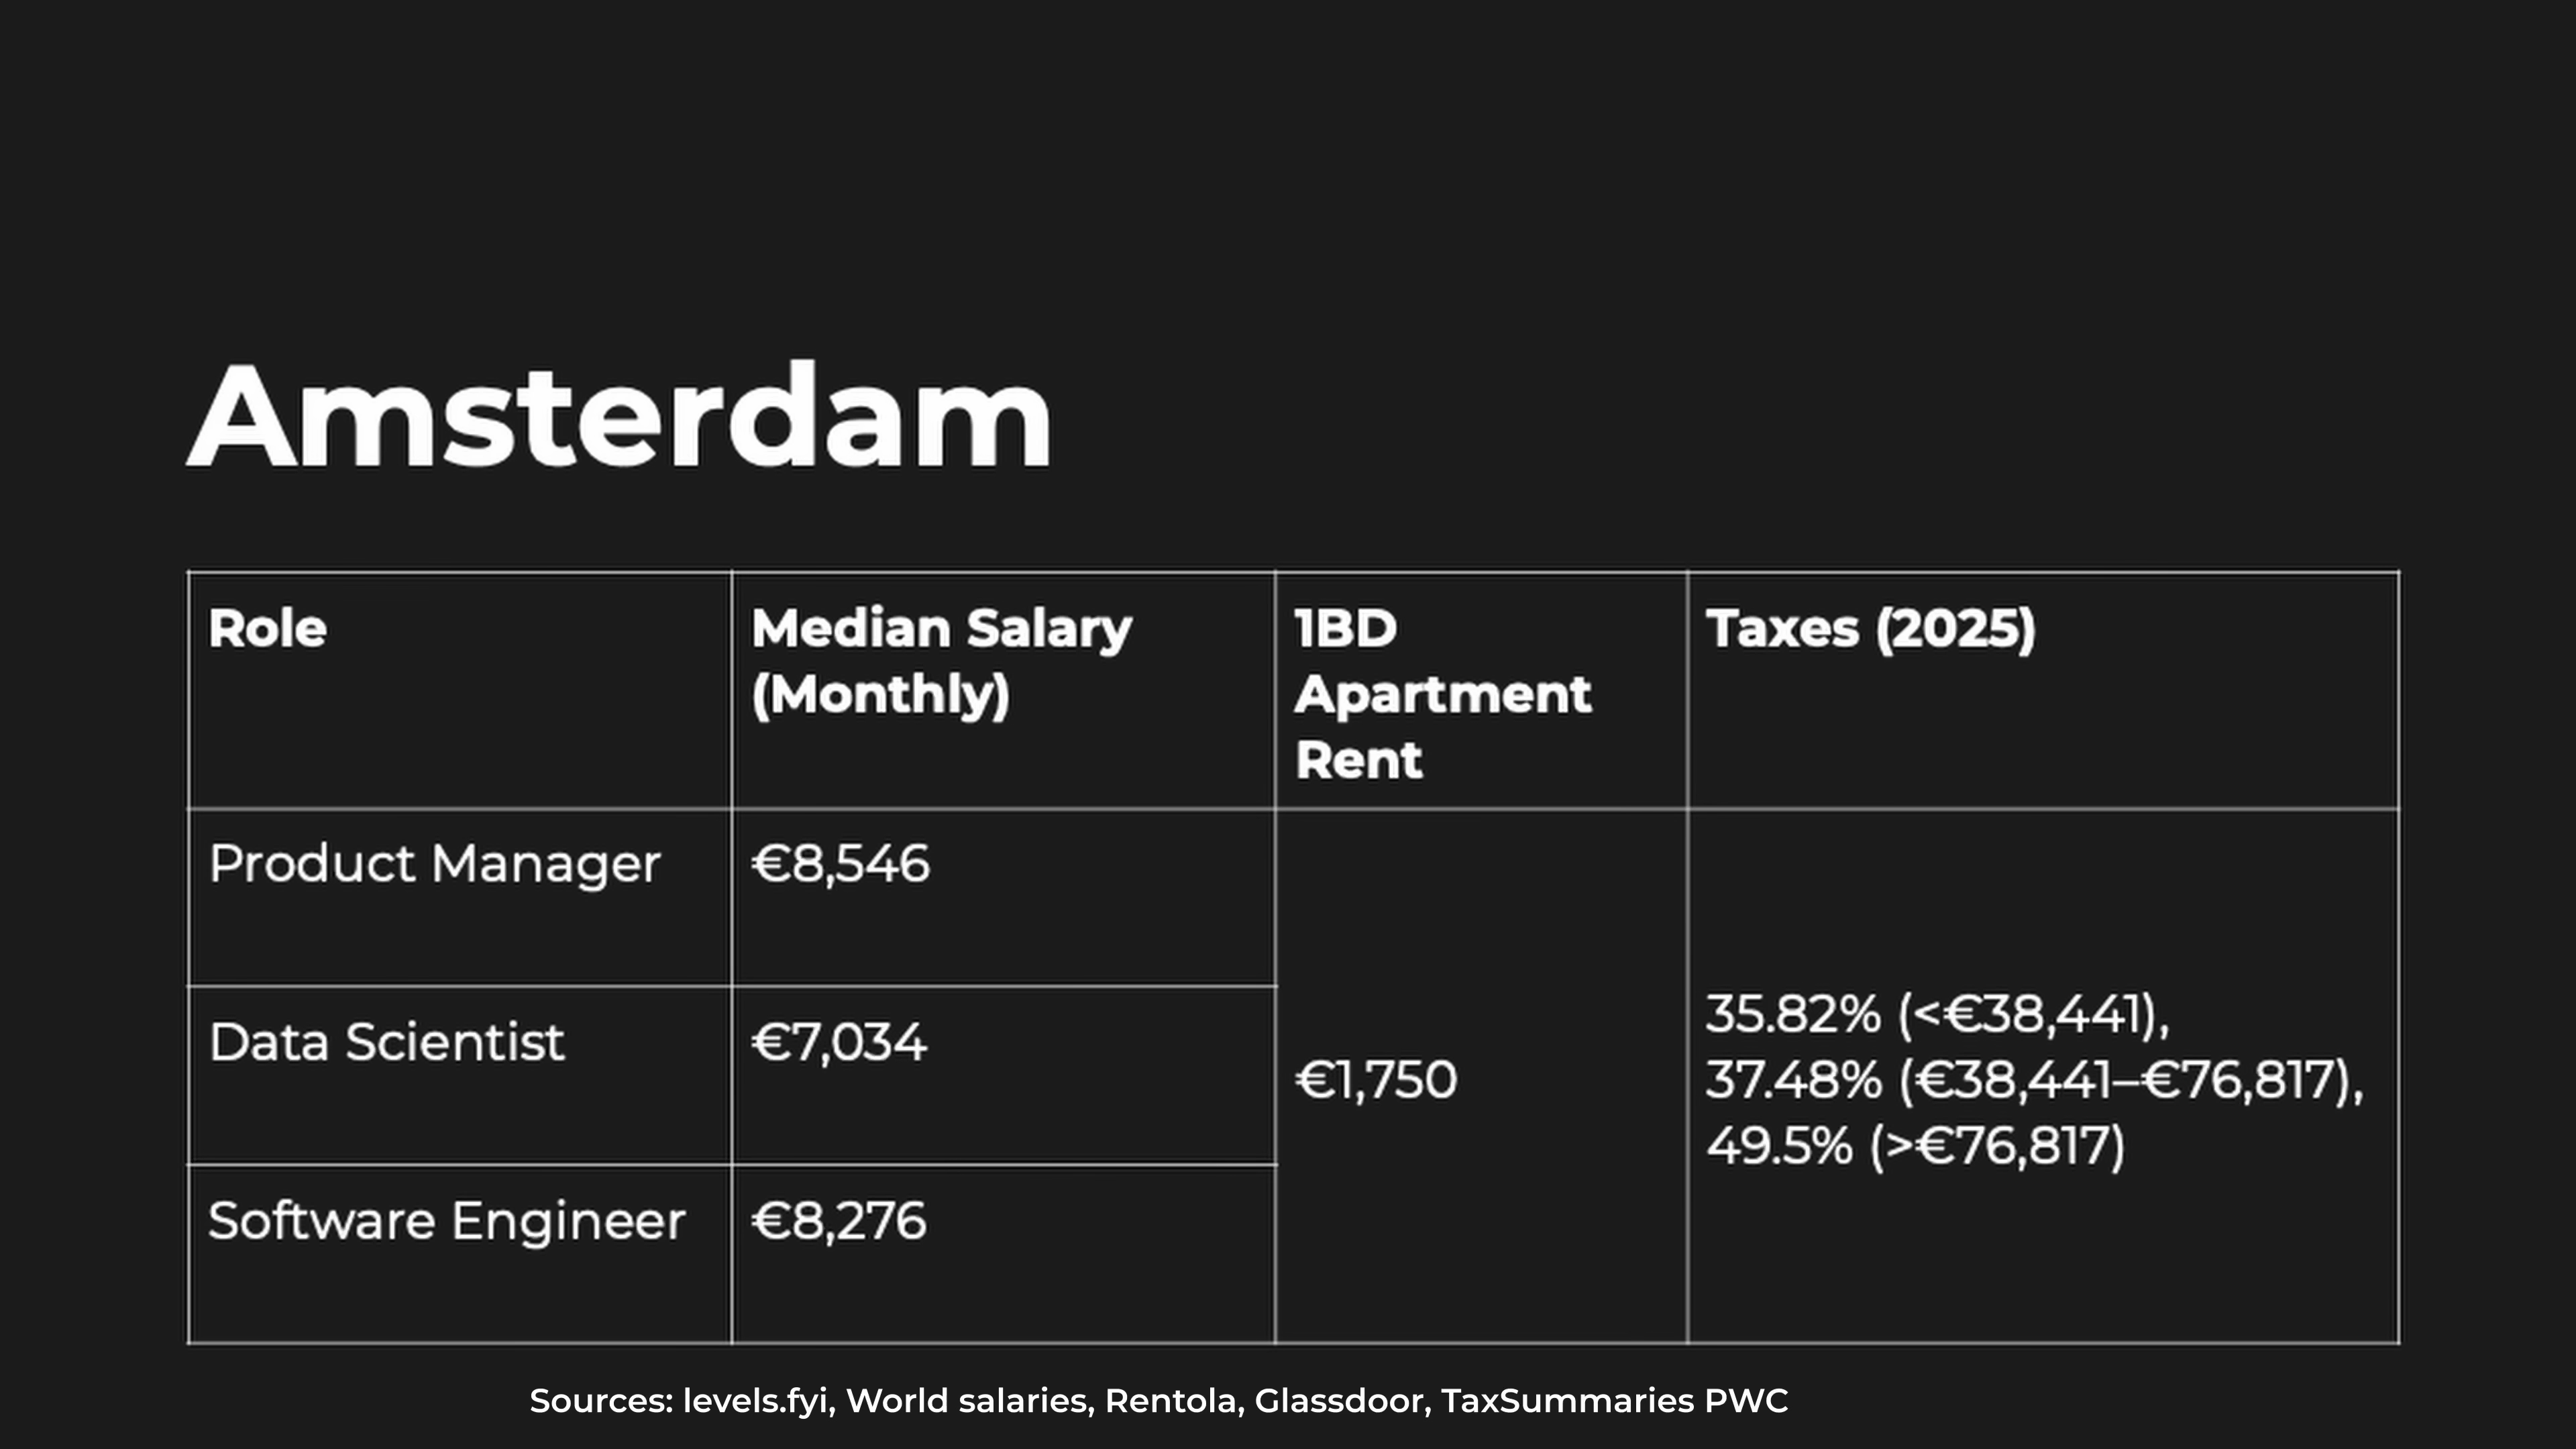 Amsterdam
Role
Median Salary
(Monthly)
1BD
Apartment
Rent
Taxes (2025)
Product Manager
€8,546
Data Scientist
€7,034
Software Engineer
€8,276
€1,750
35.82% (<€38,441),
37.48% (€38,441–€76,817),
49.5% (>€76,817)
Sources: levels.fyi, World salaries, Rentola, Glassdoor, TaxSummaries PWC